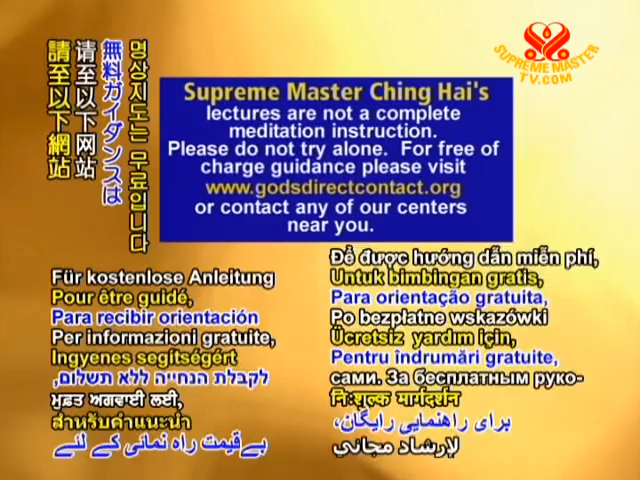 SUPREME MASTER
TV.COM
請至以下網站
请至以下网站
無料ガイダンスは
명상지도는 무료입니다
Supreme Master Ching Hai's
lectures are not a complete
meditation instruction.
Please do not try alone. For free of
charge guidance please visit
www.godsdirectcontact.org
or contact any of our centers
near you.
Für kostenlose Anleitung
Pour être guidé,
Para recibir orientación
Per informazioni gratuite,
Ingyenes segítségért
לקבלת הנחייה ללא תשלום,
ਮੁਫ਼ਤ ਅਗਵਾਈ ਲਈ,
สำหรับคำแนะนำ
بےقیمت راہ نمائی کے لئے
Để được hướng dẫn miễn phí,
Untuk bimbingan gratis,
Para orientação gratuita,
Po bezpłatne wskazówki
Ücretsiz yardım için,
Pentru îndrumări gratuite,
сами. За бесплатным руко-
निःशुल्क मार्गदर्शन
برای راهنمایی رایگان،
لإرشاد مجاني